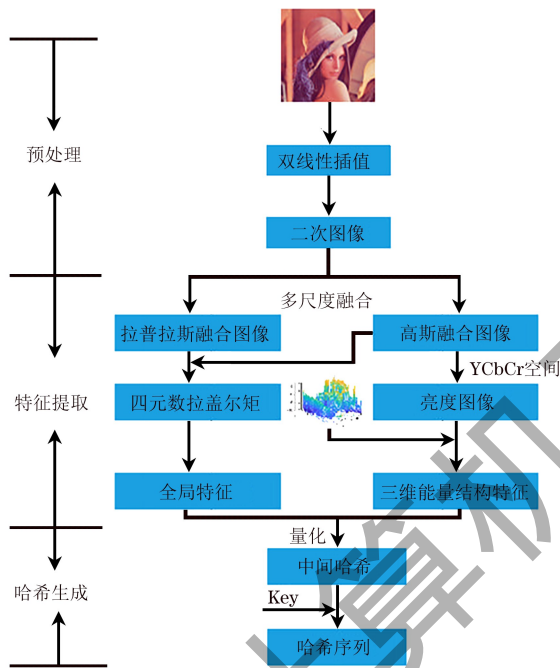 预处理
双线性插值
二次图像
多尺度融合
拉普拉斯融合图像
高斯融合图像
YCbCr空间
特征提取
四元数拉盖尔矩
亮度图像
全局特征
三维能量结构特征
量化
中间哈希
哈希生成
Key
哈希序列
算机